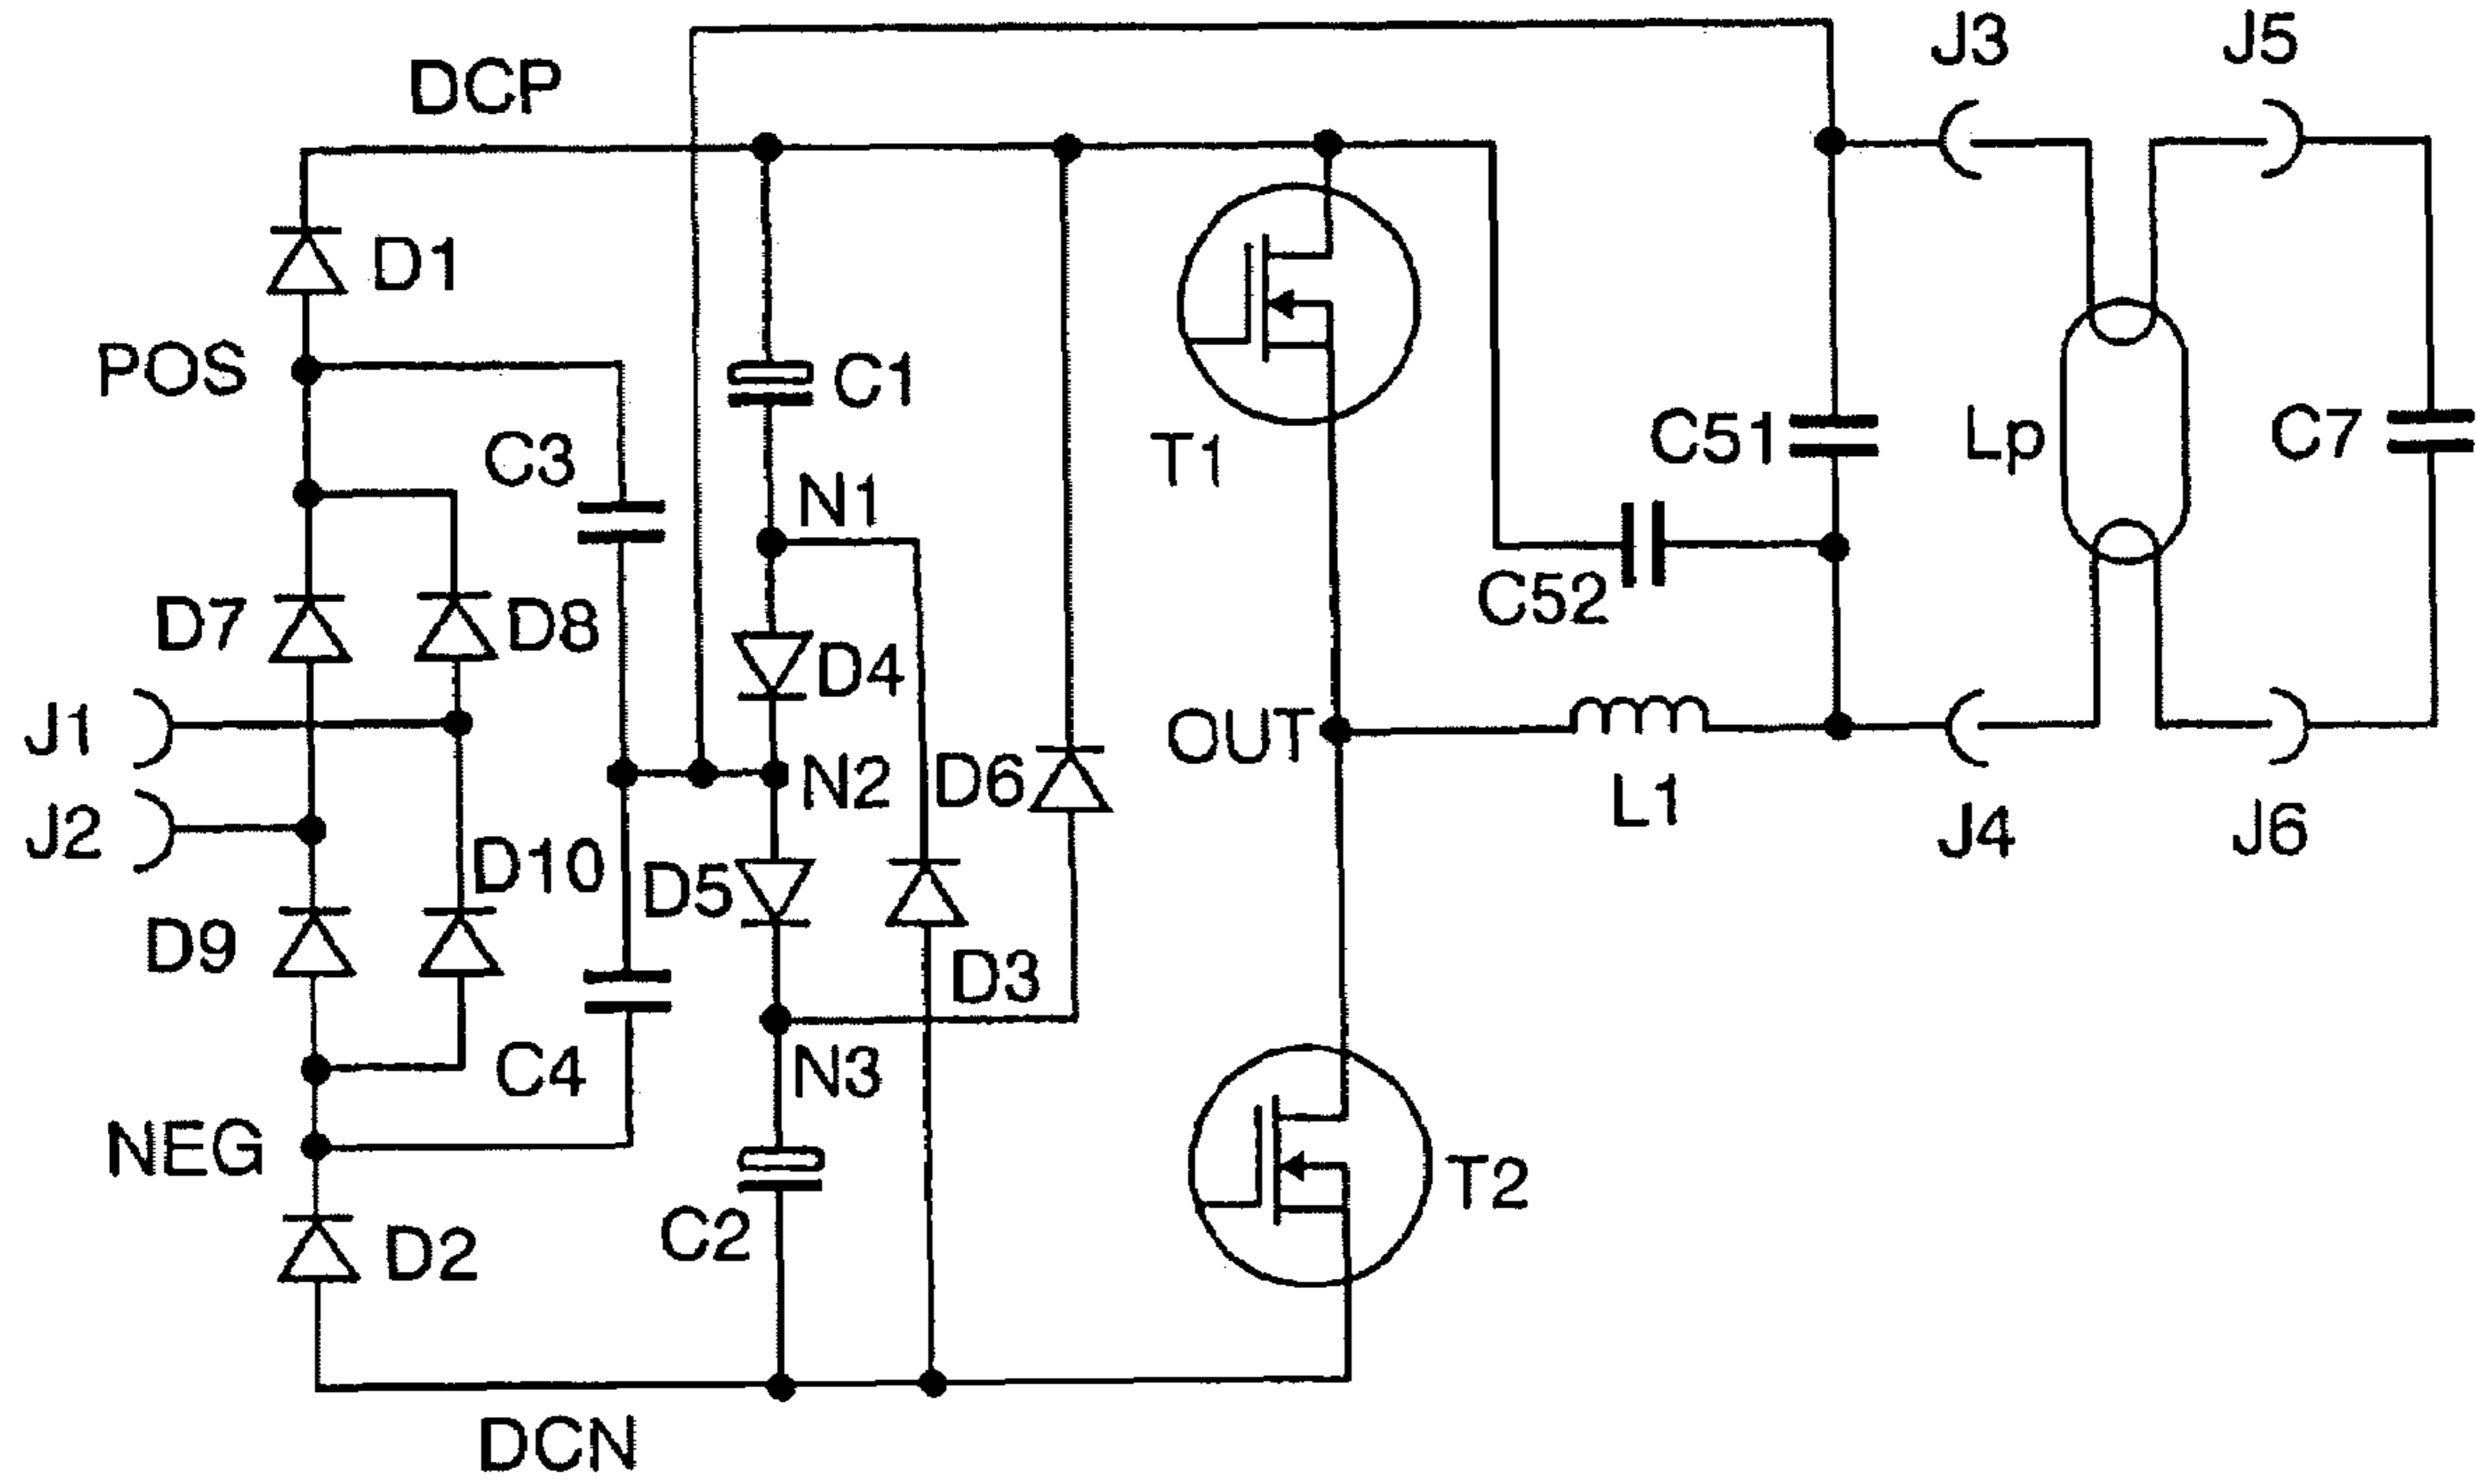 J3
J5
DCP
D1
POS
C1
C3
T1
C51
Lp
C7
N1
C52
D7
D8
D4
J1
OUT
N2
D6
L1
J2
J4
J6
D10
D5
D9
D3
C4
N3
NEG
T2
C2
D2
DCN